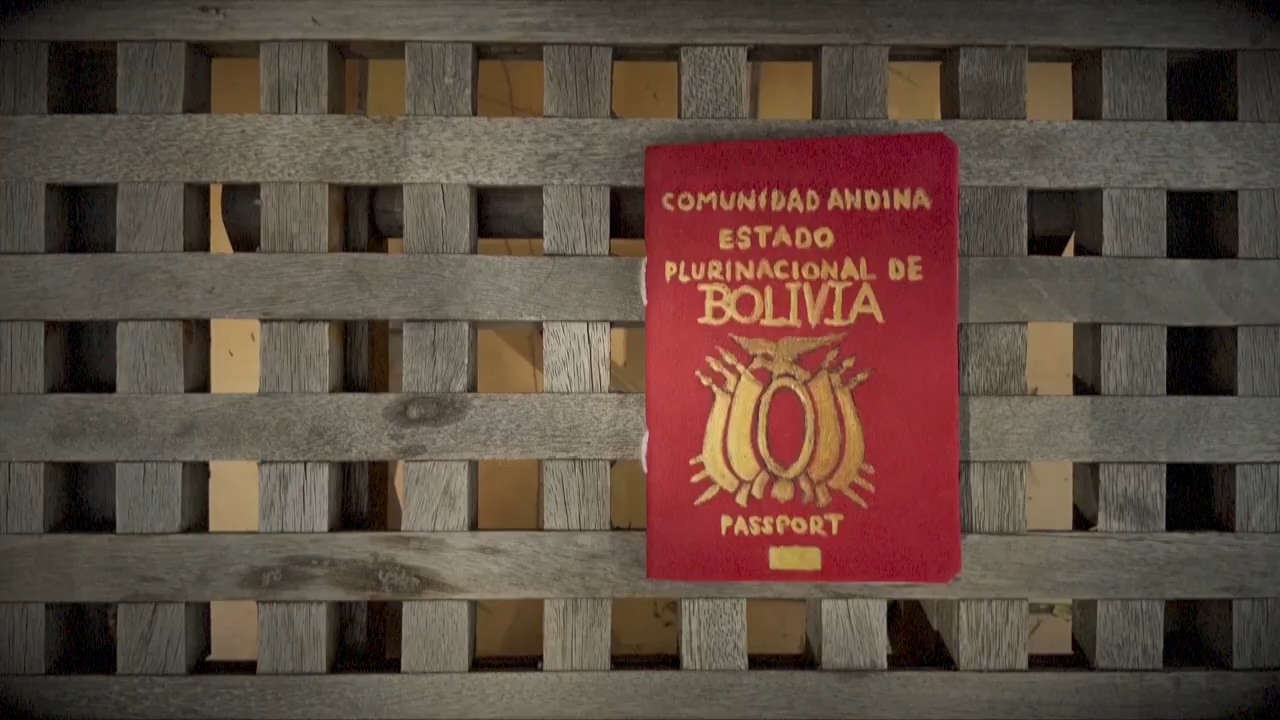 COMUNIDAD ANDINA
ESTADO
PLURINACIONAL DE
BOLIVIA
PASSPORT